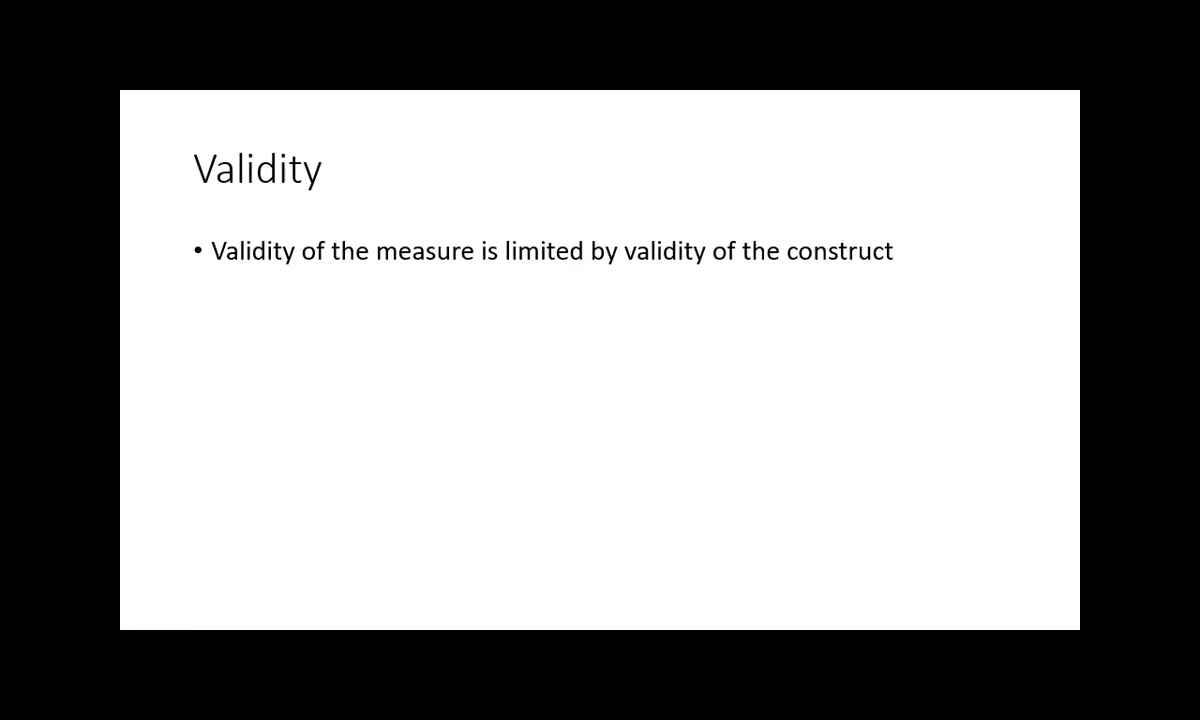 Validity
• Validity of the measure is limited by validity of the construct